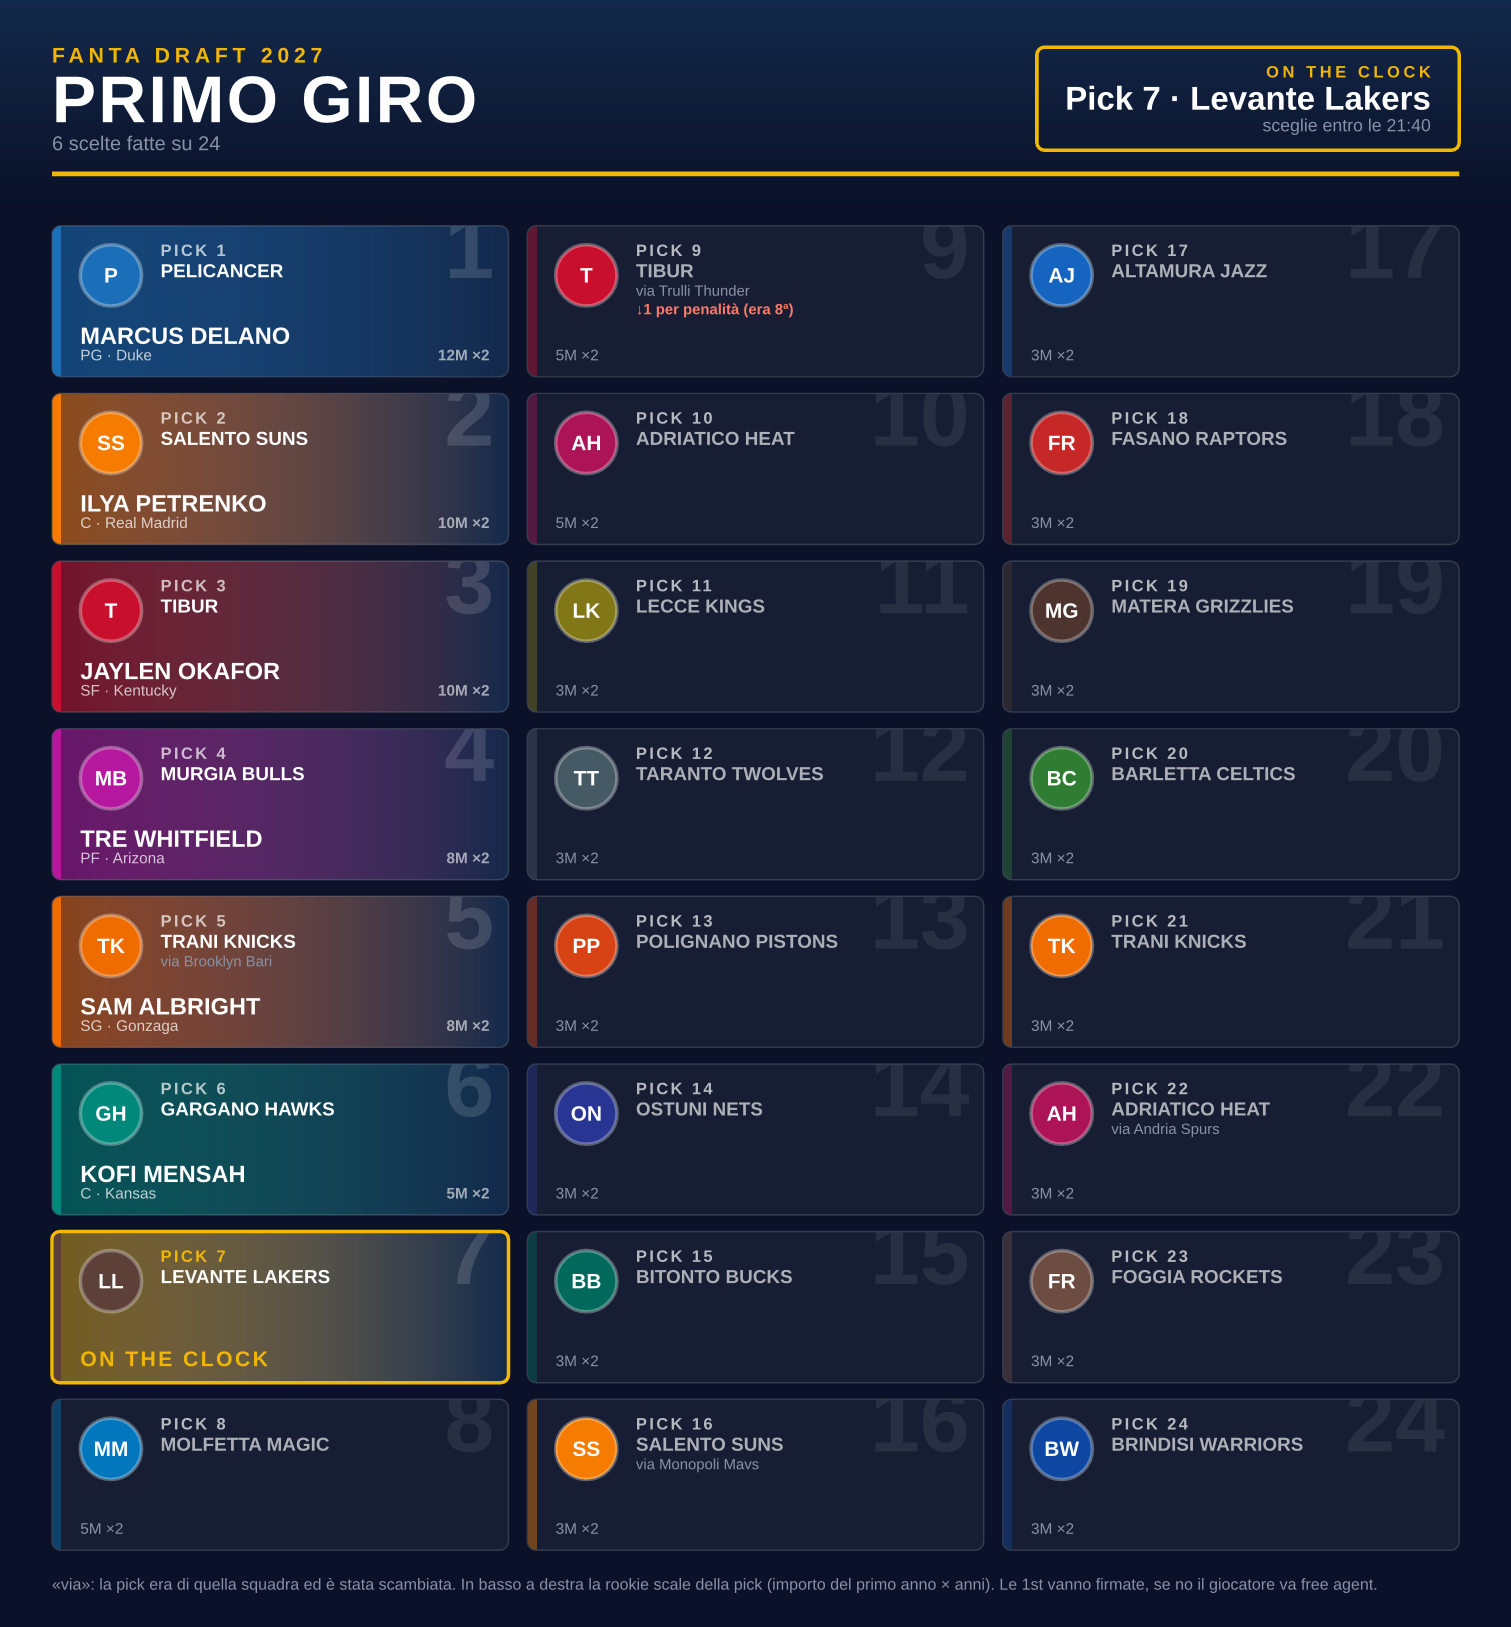 FANTA DRAFT 2027
PRIMO GIRO
6 scelte fatte su 24
ON THE CLOCK
Pick 7 · Levante Lakers
sceglie entro le 21:40
1
P
PICK 1
PELICANCER
MARCUS DELANO
PG · Duke
12M ×2
2
SS
PICK 2
SALENTO SUNS
ILYA PETRENKO
C · Real Madrid
10M ×2
3
T
PICK 3
TIBUR
JAYLEN OKAFOR
SF · Kentucky
10M ×2
4
MB
PICK 4
MURGIA BULLS
TRE WHITFIELD
PF · Arizona
8M ×2
5
TK
PICK 5
TRANI KNICKS
via Brooklyn Bari
SAM ALBRIGHT
SG · Gonzaga
8M ×2
6
GH
PICK 6
GARGANO HAWKS
KOFI MENSAH
C · Kansas
5M ×2
7
LL
PICK 7
LEVANTE LAKERS
ON THE CLOCK
8
MM
PICK 8
MOLFETTA MAGIC
5M ×2
9
T
PICK 9
TIBUR
via Trulli Thunder
↓1 per penalità (era 8ª)
5M ×2
10
AH
PICK 10
ADRIATICO HEAT
5M ×2
11
LK
PICK 11
LECCE KINGS
3M ×2
12
TT
PICK 12
TARANTO TWOLVES
3M ×2
13
PP
PICK 13
POLIGNANO PISTONS
3M ×2
14
ON
PICK 14
OSTUNI NETS
3M ×2
15
BB
PICK 15
BITONTO BUCKS
3M ×2
16
SS
PICK 16
SALENTO SUNS
via Monopoli Mavs
3M ×2
17
AJ
PICK 17
ALTAMURA JAZZ
3M ×2
18
FR
PICK 18
FASANO RAPTORS
3M ×2
19
MG
PICK 19
MATERA GRIZZLIES
3M ×2
20
BC
PICK 20
BARLETTA CELTICS
3M ×2
21
TK
PICK 21
TRANI KNICKS
3M ×2
22
AH
PICK 22
ADRIATICO HEAT
via Andria Spurs
3M ×2
23
FR
PICK 23
FOGGIA ROCKETS
3M ×2
24
BW
PICK 24
BRINDISI WARRIORS
3M ×2
«via»: la pick era di quella squadra ed è stata scambiata. In basso a destra la rookie scale della pick (importo del primo anno × anni). Le 1st vanno firmate, se no il giocatore va free agent.